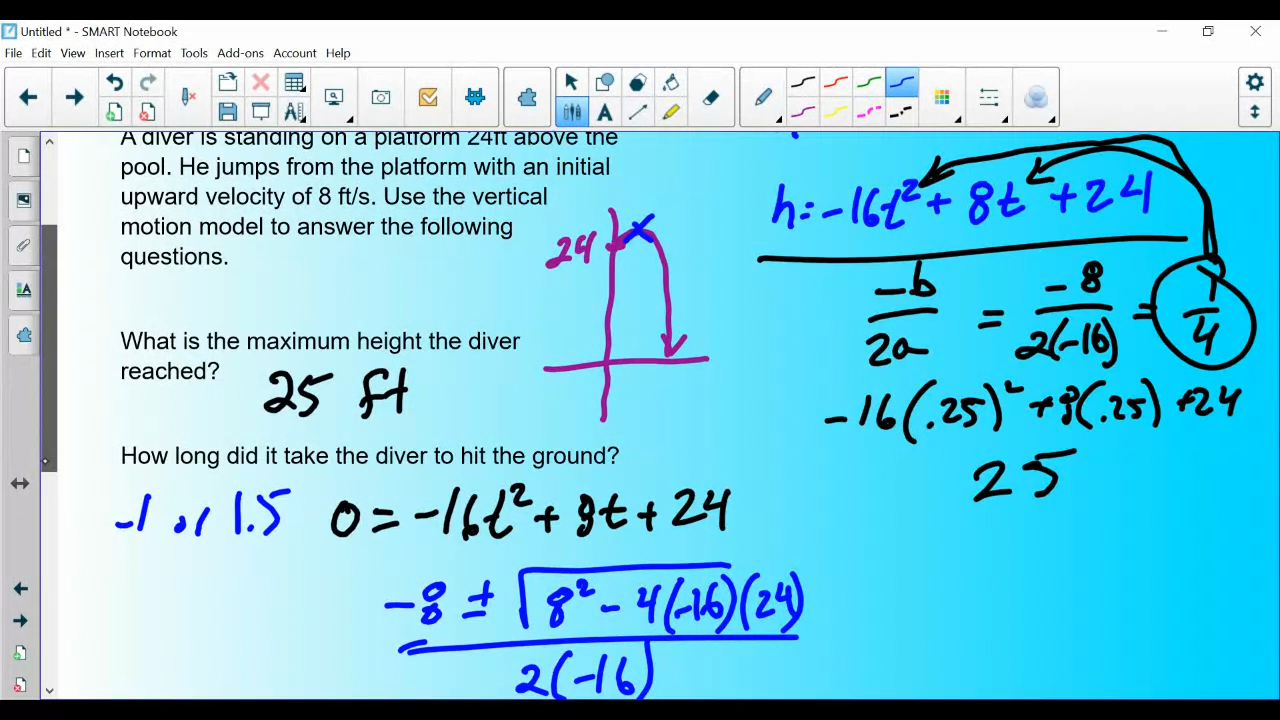 Untitled * - SMART Notebook
File Edit View Insert Format Tools Add-ons Account Help
A diver is standing on a platform 24ft above the
pool. He jumps from the platform with an initial
upward velocity of 8 ft/s. Use the vertical
motion model to answer the following
questions.
24
What is the maximum height the diver
reached?
25 ft
How long did it take the diver to hit the ground?
-1 or 1.5
0 = -16t² + 8t + 24
-8 ± √8² - 4(-16)(24)
2(-16)
h = -16t² + 8t + 24
-b/2a = -8/2(-16) = 1/4
-16(.25)² + 8(.25) + 24
25